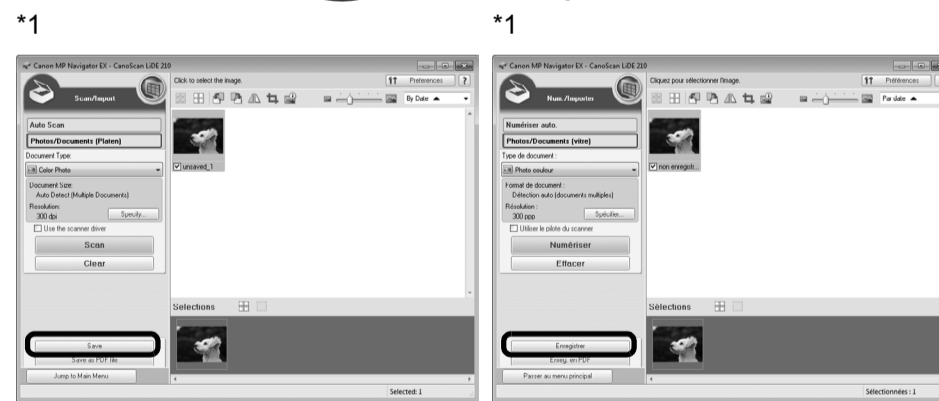 *1
Canon MP Navigator EX - CanoScan LiDE 210
Scan/Import
Click to select the image.
Preferences
?
By Date
Auto Scan
Photos/Documents (Platen)
Document Type:
Color Photo
Document Size:
Auto Detect (Multiple Documents)
Resolution:
300 dpi
Specify...
Use the scanner driver
Scan
Clear
unsaved_1
Selections
Save
Save as PDF file
Jump to Main Menu
Selected: 1
*1
Canon MP Navigator EX - CanoScan LiDE 210
Num./Importer
Cliquez pour sélectionner l'image.
Préférences
Par date
Numériser auto.
Photos/Documents (vitre)
Type de document :
Photo couleur
Format de document :
Détection auto (documents multiples)
Résolution :
300 ppp
Spécifier...
Utiliser le pilote du scanner
Numériser
Effacer
non enregistr...
Sélections
Enregistrer
Enreg. en PDF
Passer au menu principal
Sélectionnées : 1